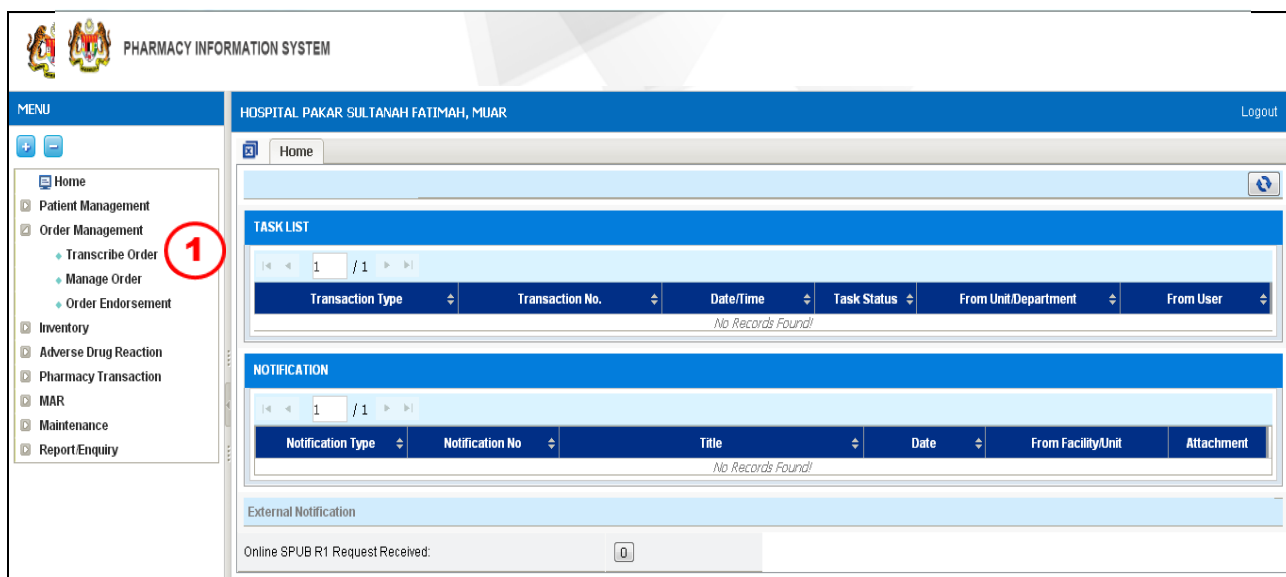 PHARMACY INFORMATION SYSTEM
MENU
HOSPITAL PAKAR SULTANAH FATIMAH, MUAR
Logout
Home
Home
Patient Management
Order Management
Transcribe Order
1
Manage Order
Order Endorsement
Inventory
Adverse Drug Reaction
Pharmacy Transaction
MAR
Maintenance
Report/Enquiry
TASK LIST
1 / 1
Transaction Type Transaction No. Date/Time Task Status From Unit/Department From User
No Records Found!
NOTIFICATION
1 / 1
Notification Type Notification No Title Date From Facility/Unit Attachment
No Records Found!
External Notification
Online SPUB R1 Request Received: 0